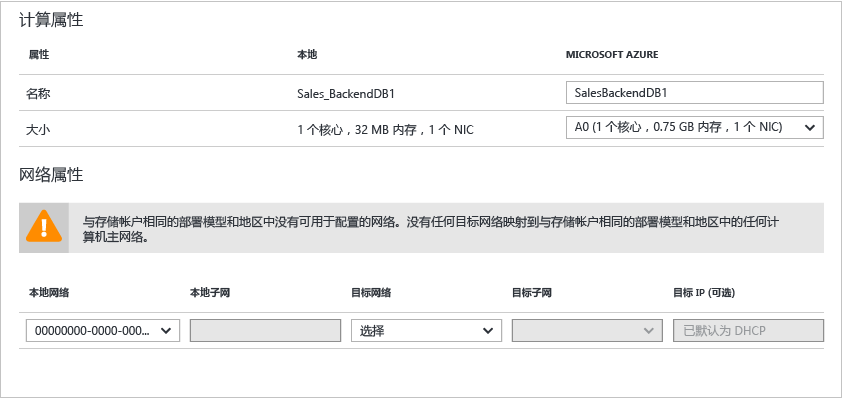 计算属性
属性 本地 MICROSOFT AZURE
名称 Sales_BackendDB1 SalesBackendDB1
大小 1 个核心，32 MB 内存，1 个 NIC A0 (1 个核心，0.75 GB 内存，1 个 NIC)
网络属性
与存储帐户相同的部署模型和地区中没有可用于配置的网络。没有任何目标网络映射到与存储帐户相同的部署模型和地区中的任何计
算机主网络。
本地网络 本地子网 目标网络 目标子网 目标 IP (可选)
00000000-0000-000... 选择 已默认为 DHCP